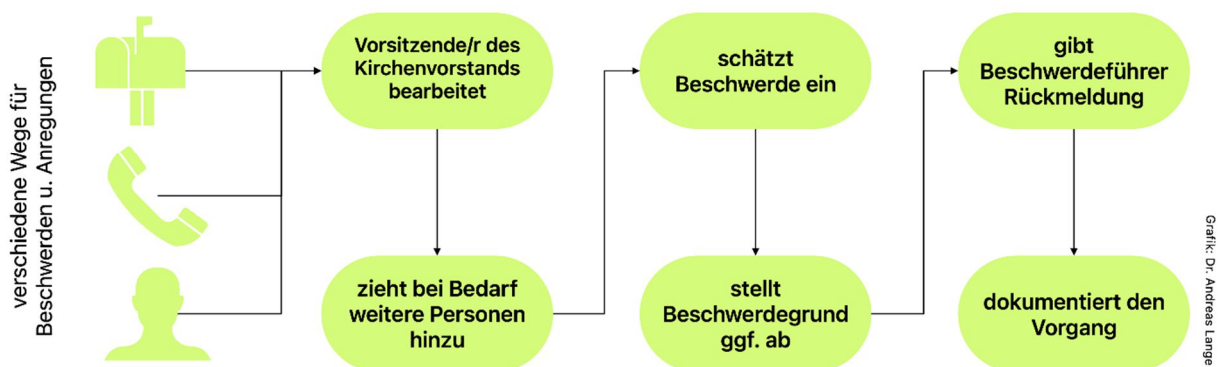 verschiedene Wege für
Beschwerden u. Anregungen
Vorsitzende/r des
Kirchenvorstands
bearbeitet
zieht bei Bedarf
weitere Personen
hinzu
schätzt
Beschwerde ein
stellt
Beschwerdegrund
ggf. ab
gibt
Beschwerdeführer
Rückmeldung
dokumentiert den
Vorgang
Grafik: Dr. Andreas Lange